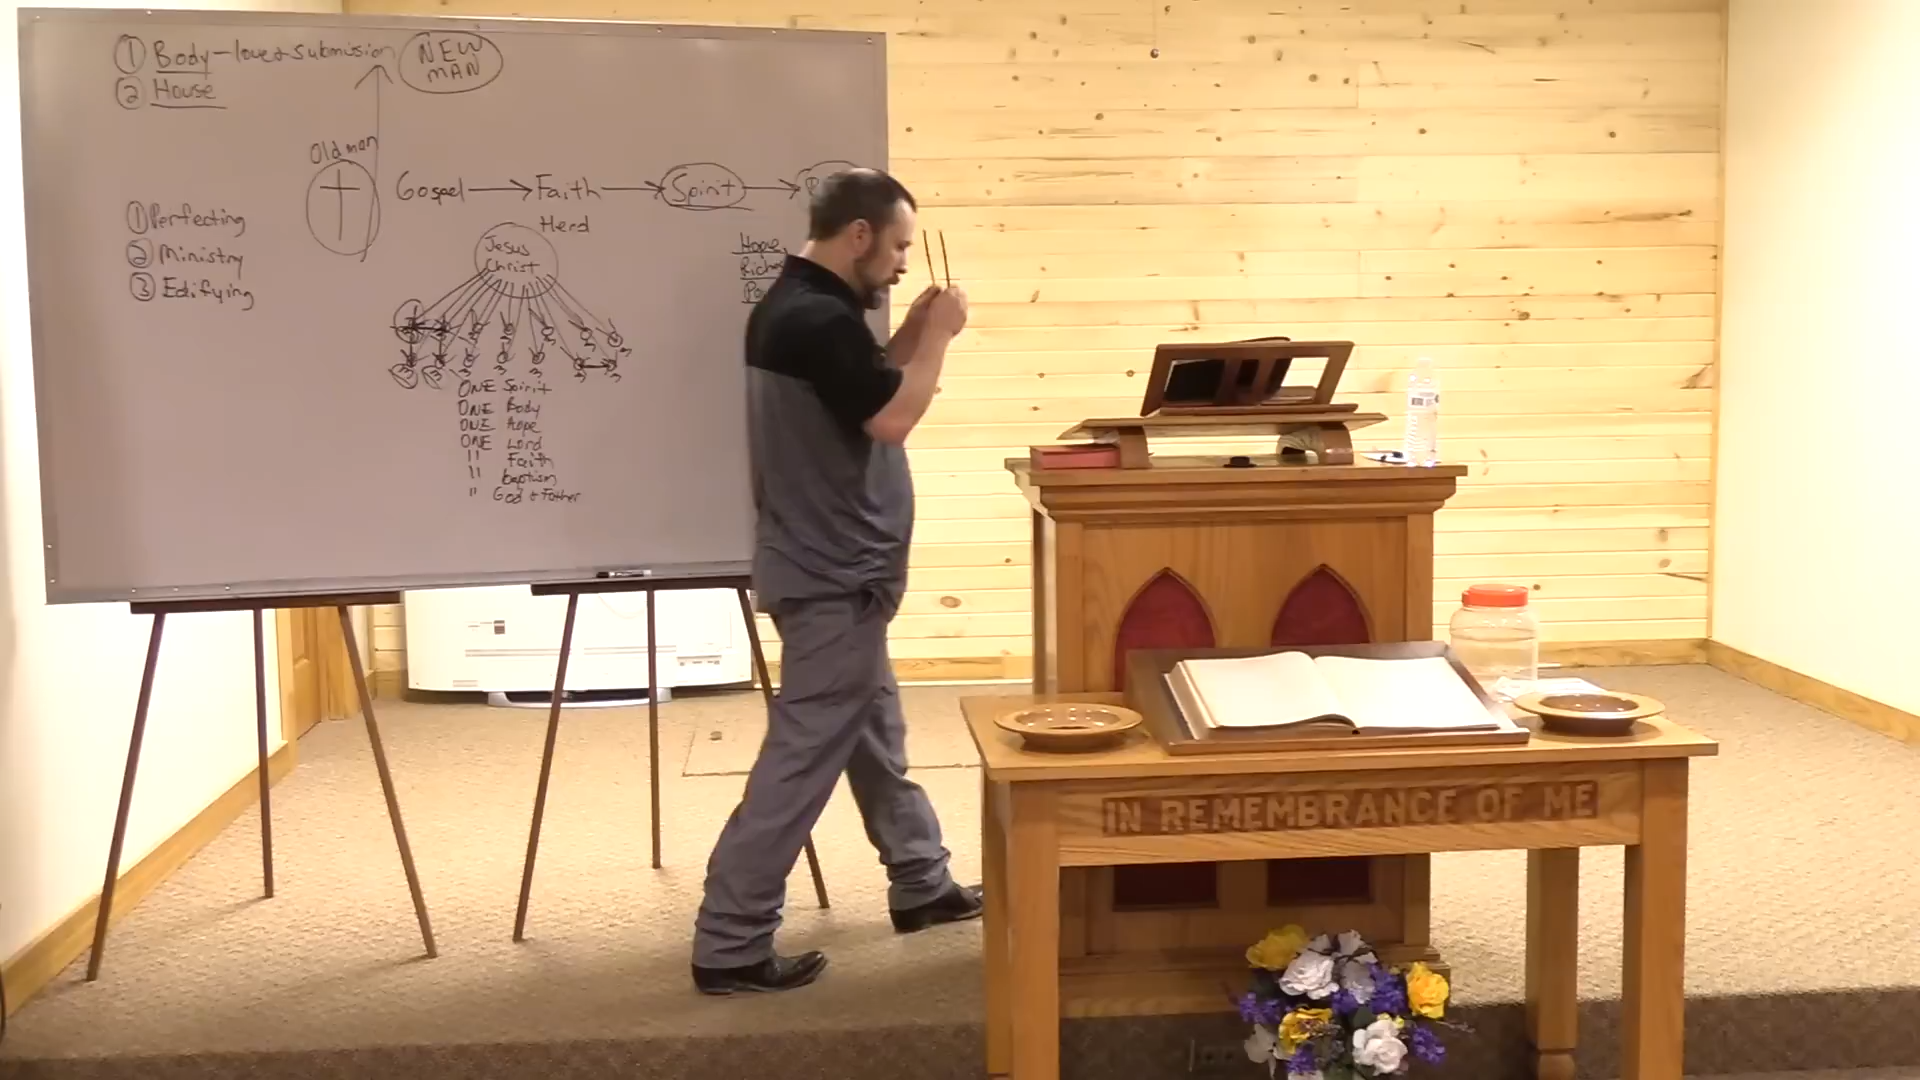 ① Body-love & Submission
② House
NEW
MAN
Old man
Gospel → Faith → Spirit →
Head
Jesus
Christ
① Perfecting
② Ministry
③ Edifying
Hope,
ONE Spirit
ONE Body
ONE Hope
ONE Lord
" Faith
" baptism
" God & Father
IN REMEMBRANCE OF ME